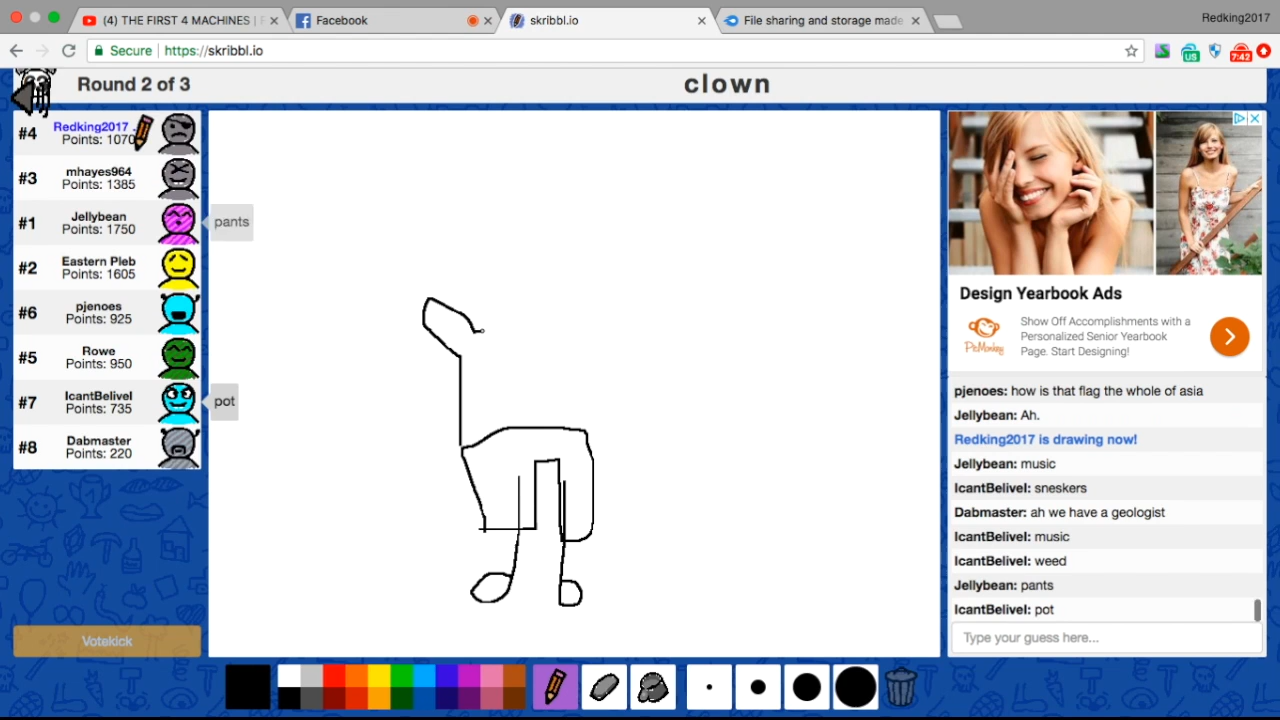 (4) THE FIRST 4 MACHINES | F
Facebook
skribbl.io
File sharing and storage made
Redking2017
Secure
https://skribbl.io
US
7:42
Round 2 of 3
clown
#4
Redking2017
Points: 1070
#3
mhayes964
Points: 1385
#1
Jellybean
Points: 1750
pants
#2
Eastern Pleb
Points: 1605
#6
pjenoes
Points: 925
#5
Rowe
Points: 950
#7
IcantBelivel
Points: 735
pot
#8
Dabmaster
Points: 220
Votekick
Design Yearbook Ads
PicMonkey
Show Off Accomplishments with a
Personalized Senior Yearbook
Page. Start Designing!
pjenoes: how is that flag the whole of asia
Jellybean: Ah.
Redking2017 is drawing now!
Jellybean: music
IcantBelivel: sneskers
Dabmaster: ah we have a geologist
IcantBelivel: music
IcantBelivel: weed
Jellybean: pants
IcantBelivel: pot
Type your guess here...